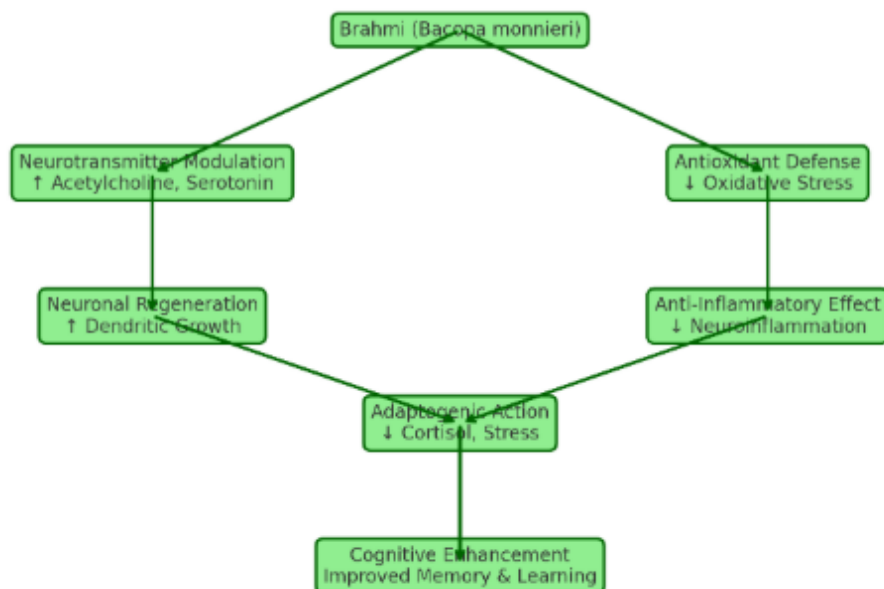 Brahmi (Bacopa monnieri)
Neurotransmitter Modulation
↑ Acetylcholine, Serotonin
Antioxidant Defense
↓ Oxidative Stress
Neuronal Regeneration
↑ Dendritic Growth
Anti-Inflammatory Effect
↓ Neuroinflammation
Adaptogenic Action
↓ Cortisol, Stress
Cognitive Enhancement
Improved Memory & Learning